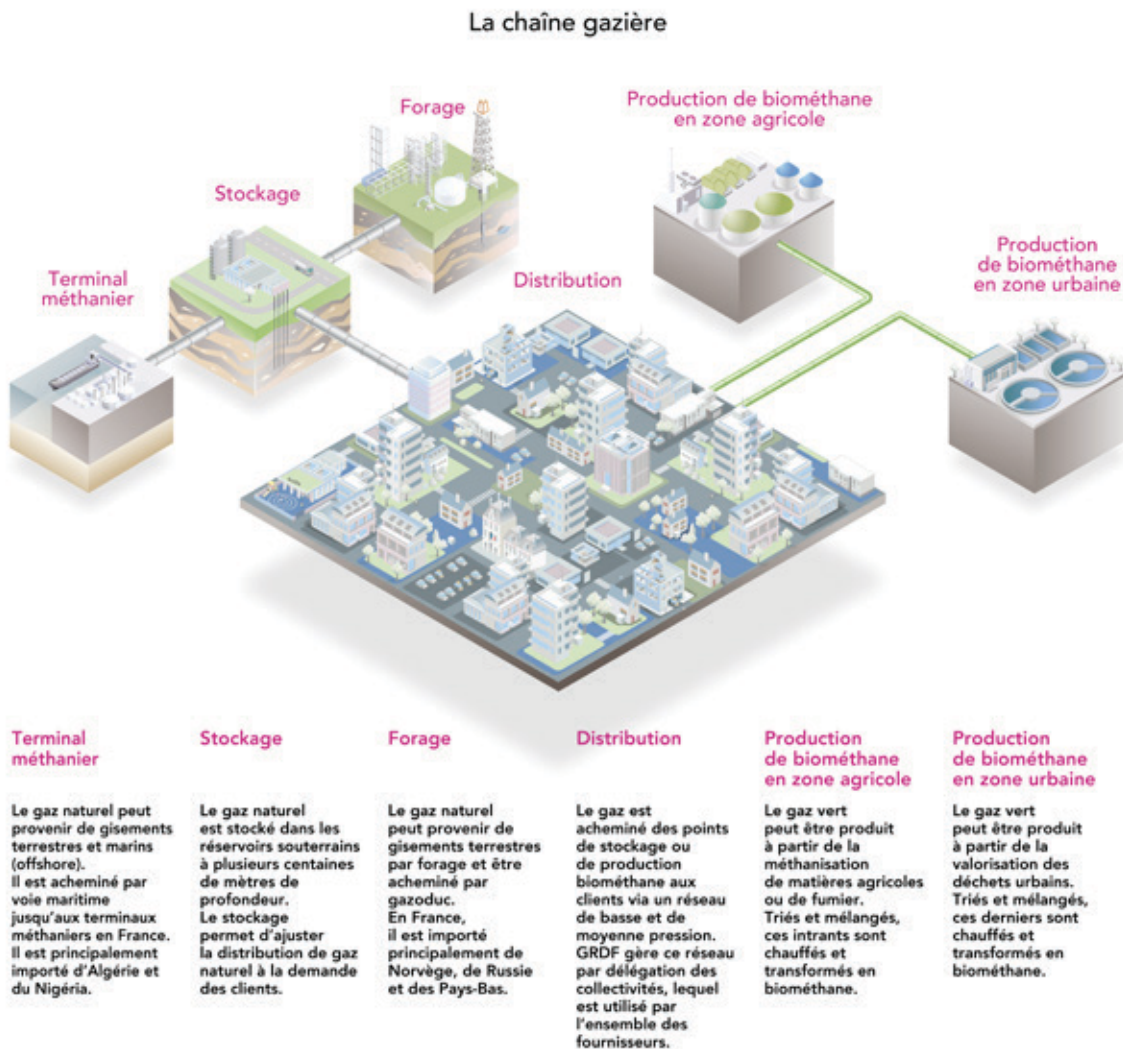 La chaîne gazière
Forage
Production de biométhane
en zone agricole
Stockage
Production
de biométhane
en zone urbaine
Terminal
méthanier
Distribution
Terminal
méthanier
Le gaz naturel peut
provenir de gisements
terrestres et marins
(offshore).
Il est acheminé par
voie maritime
jusqu'aux terminaux
méthaniers en France.
Il est principalement
importé d'Algérie et
du Nigéria.
Stockage
Le gaz naturel
est stocké dans les
réservoirs souterrains
à plusieurs centaines
de mètres de
profondeur.
Le stockage
permet d'ajuster
la distribution de gaz
naturel à la demande
des clients.
Forage
Le gaz naturel
peut provenir de
gisements terrestres
par forage et être
acheminé par
gazoduc.
En France,
il est importé
principalement de
Norvège, de Russie
et des Pays-Bas.
Distribution
Le gaz est
acheminé des points
de stockage ou
de production
biométhane aux
clients via un réseau
de basse et de
moyenne pression.
GRDF gère ce réseau
par délégation des
collectivités, lequel
est utilisé par
l'ensemble des
fournisseurs.
Production
de biométhane
en zone agricole
Le gaz vert
peut être produit
à partir de la
méthanisation
de matières agricoles
ou de fumier.
Triés et mélangés,
ces intrants sont
chauffés et
transformés en
biométhane.
Production
de biométhane
en zone urbaine
Le gaz vert
peut être produit
à partir de la
valorisation des
déchets urbains.
Triés et mélangés,
ces derniers sont
chauffés et
transformés en
biométhane.